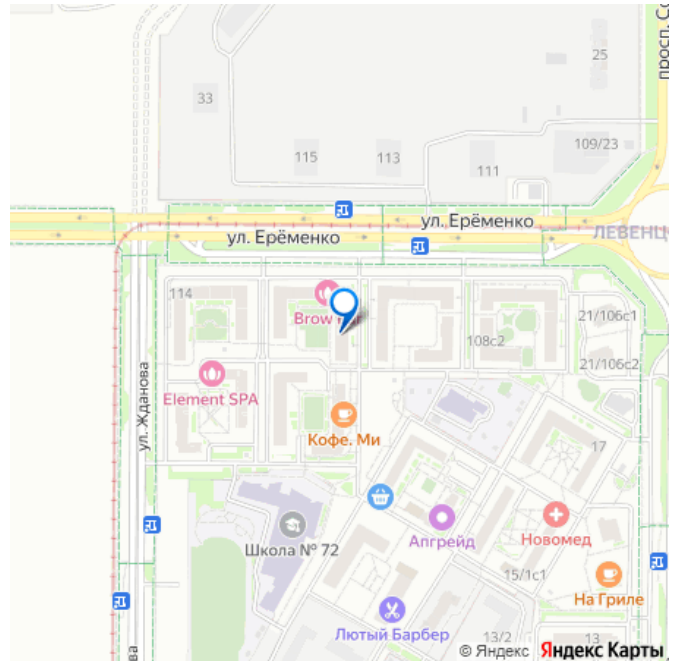 просп. Со
25
33
115
113
111
109/23
ул. Ерёменко
ул. Ерёменко
ЛЕВЕНЦ
114
Brow
21/106с1
108с2
21/106с2
ул. Жданова
Element SPA
Кофе. Ми
17
Школа № 72
Апгрейд
Новомед
15/1с1
На Гриле
Лютый Барбер
13/2
13
ва
© Яндекс Яндекс Карты